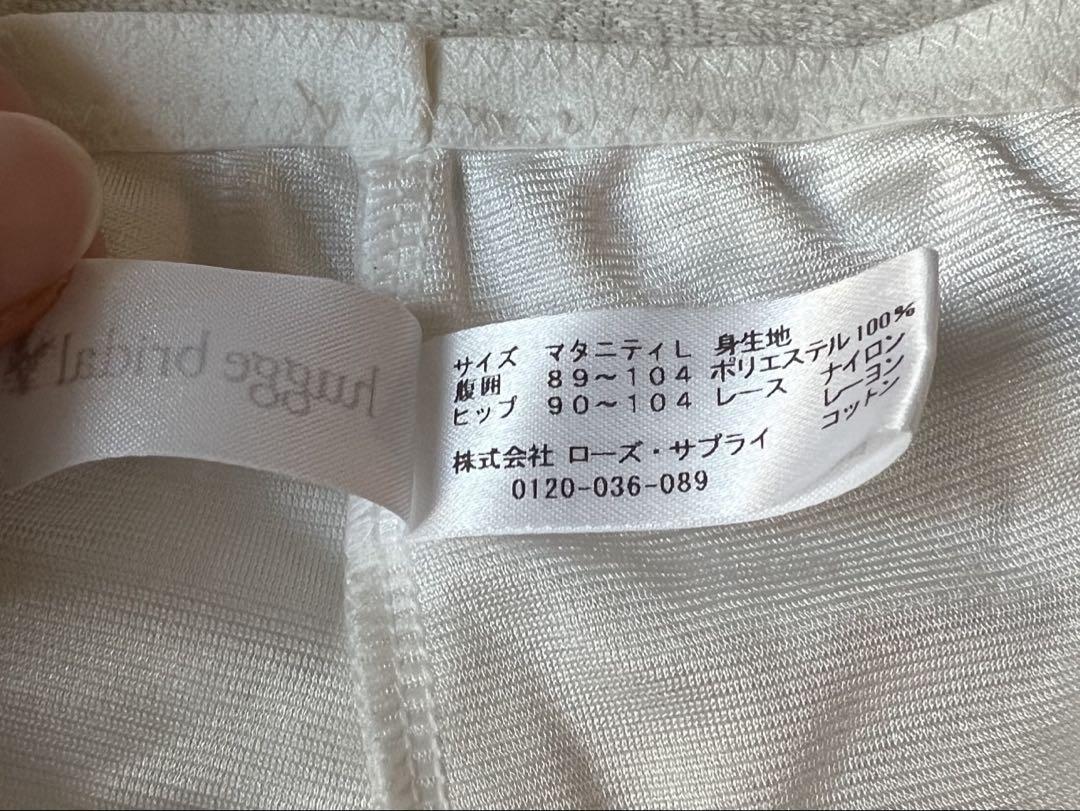 hugge bridal
サイズ マタニティL 身生地
腹囲 89～104 ポリエステル100%
ヒップ 90～104 レース ナイロン
レーヨン
コットン
株式会社 ローズ・サプライ
0120-036-089